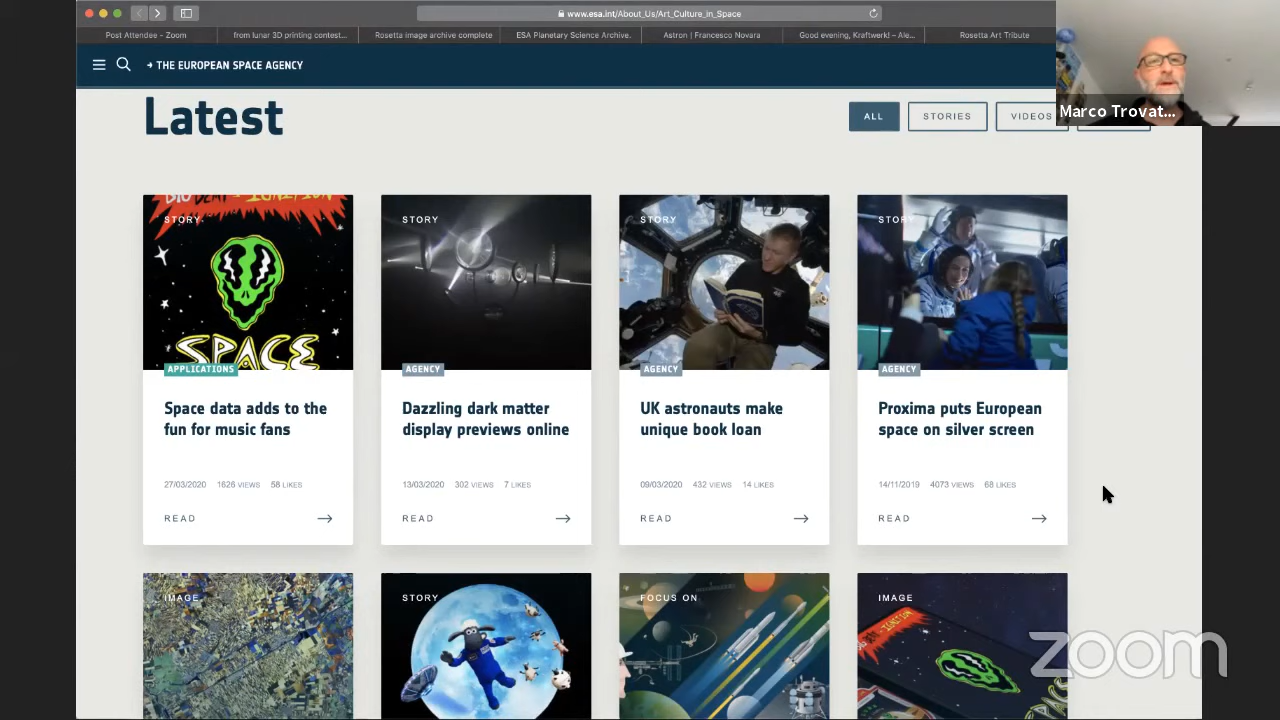 www.esa.int/About_Us/Art_Culture_in_Space
Post Attendee - Zoom
from lunar 3D printing contest...
Rosetta image archive complete
ESA Planetary Science Archive.
Astron | Francesco Novara
Good evening, Kraftwerk! – Ale...
Rosetta Art Tribute
THE EUROPEAN SPACE AGENCY
Marco Trovat...
Latest
ALL
STORIES
VIDEOS
STORY
SPACE
APPLICATIONS
Space data adds to the
fun for music fans
27/03/2020 1626 VIEWS 58 LIKES
READ
STORY
AGENCY
Dazzling dark matter
display previews online
13/03/2020 302 VIEWS 7 LIKES
READ
STORY
AGENCY
UK astronauts make
unique book loan
09/03/2020 432 VIEWS 14 LIKES
READ
STORY
AGENCY
Proxima puts European
space on silver screen
14/11/2019 4073 VIEWS 68 LIKES
READ
IMAGE
STORY
FOCUS ON
IMAGE
zoom